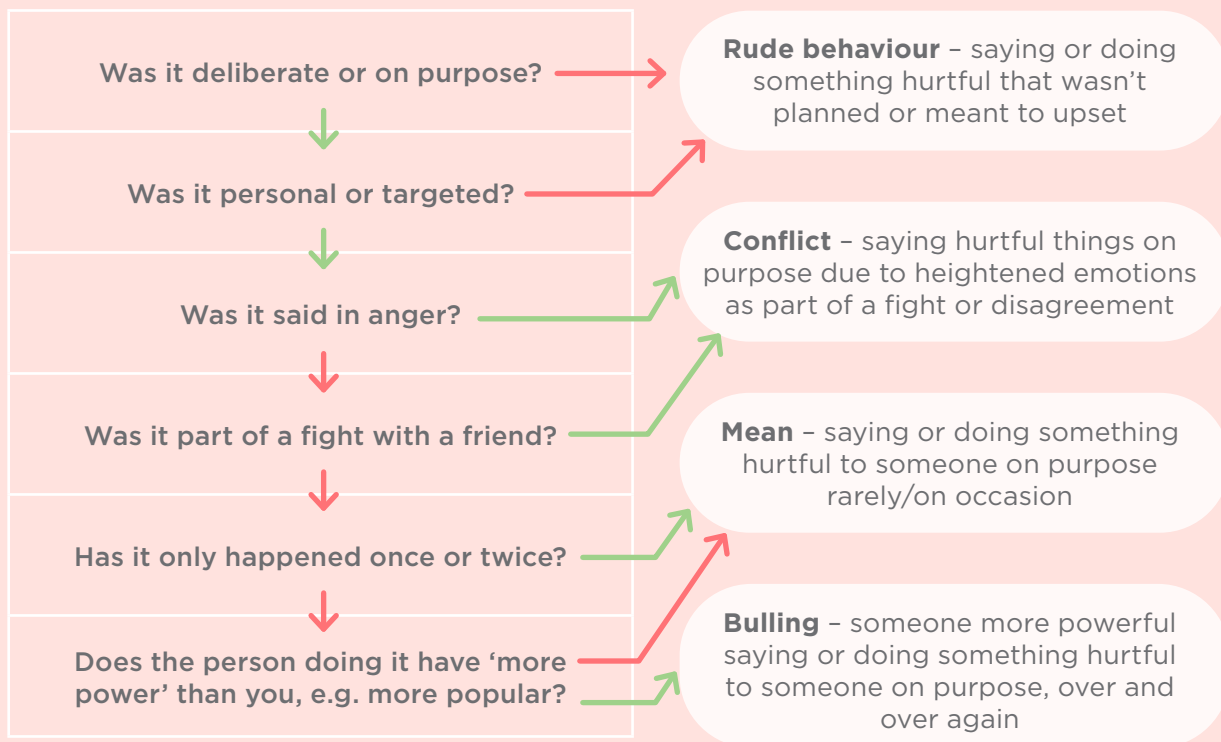 Was it deliberate or on purpose?
Was it personal or targeted?
Was it said in anger?
Was it part of a fight with a friend?
Has it only happened once or twice?
Does the person doing it have ‘more
power’ than you, e.g. more popular?
Rude behaviour – saying or doing
something hurtful that wasn’t
planned or meant to upset
Conflict – saying hurtful things on
purpose due to heightened emotions
as part of a fight or disagreement
Mean – saying or doing something
hurtful to someone on purpose
rarely/on occasion
Bulling – someone more powerful
saying or doing something hurtful
to someone on purpose, over and
over again